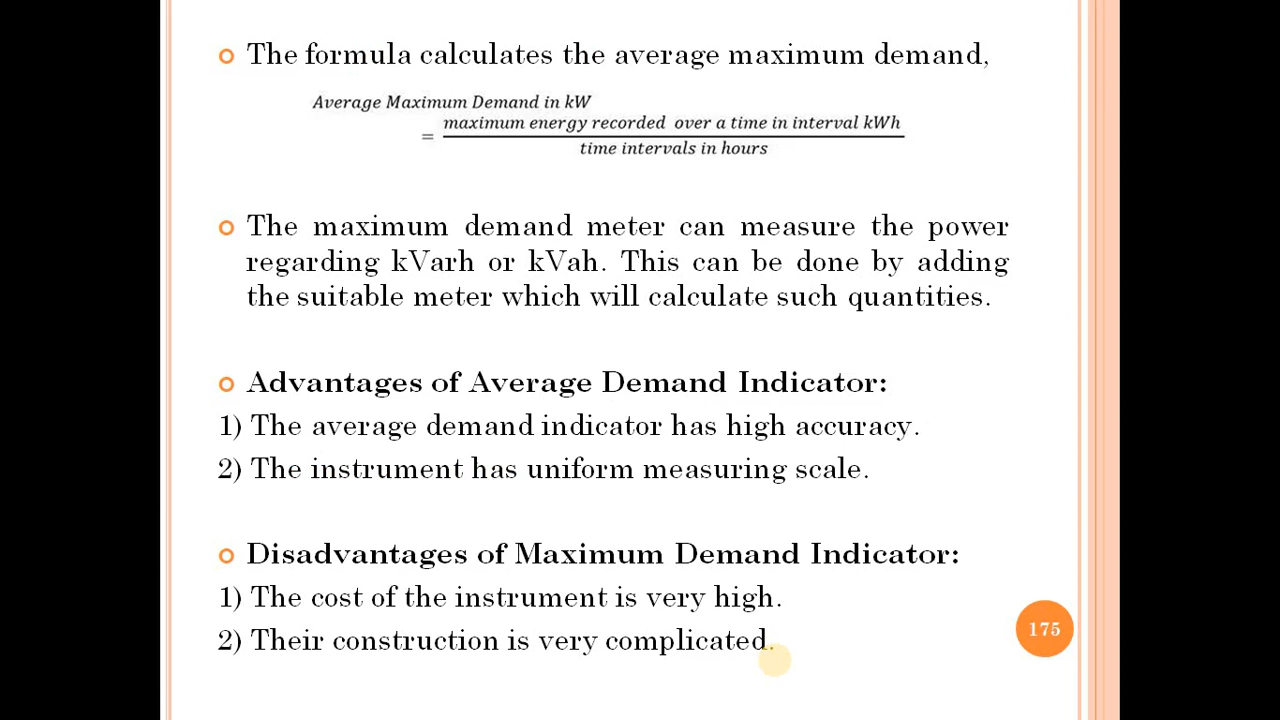 The formula calculates the average maximum demand,
Average Maximum Demand in kW
= maximum energy recorded over a time in interval kWh
time intervals in hours
The maximum demand meter can measure the power
regarding kVarh or kVah. This can be done by adding
the suitable meter which will calculate such quantities.
Advantages of Average Demand Indicator:
1) The average demand indicator has high accuracy.
2) The instrument has uniform measuring scale.
Disadvantages of Maximum Demand Indicator:
1) The cost of the instrument is very high.
2) Their construction is very complicated.
175